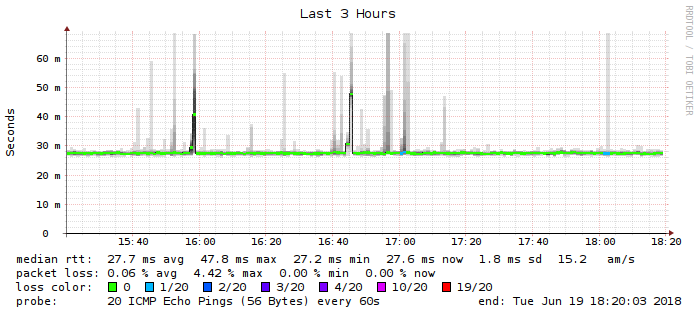 Last 3 Hours
RRDTOOL / TOBI OETIKER
Seconds
60 m
50 m
40 m
30 m
20 m
10 m
0
15:40 16:00 16:20 16:40 17:00 17:20 17:40 18:00 18:20
median rtt: 27.7 ms avg 47.8 ms max 27.2 ms min 27.6 ms now 1.8 ms sd 15.2 am/s
packet loss: 0.06 % avg 4.42 % max 0.00 % min 0.00 % now
loss color: 0 1/20 2/20 3/20 4/20 10/20 19/20
probe: 20 ICMP Echo Pings (56 Bytes) every 60s end: Tue Jun 19 18:20:03 2018